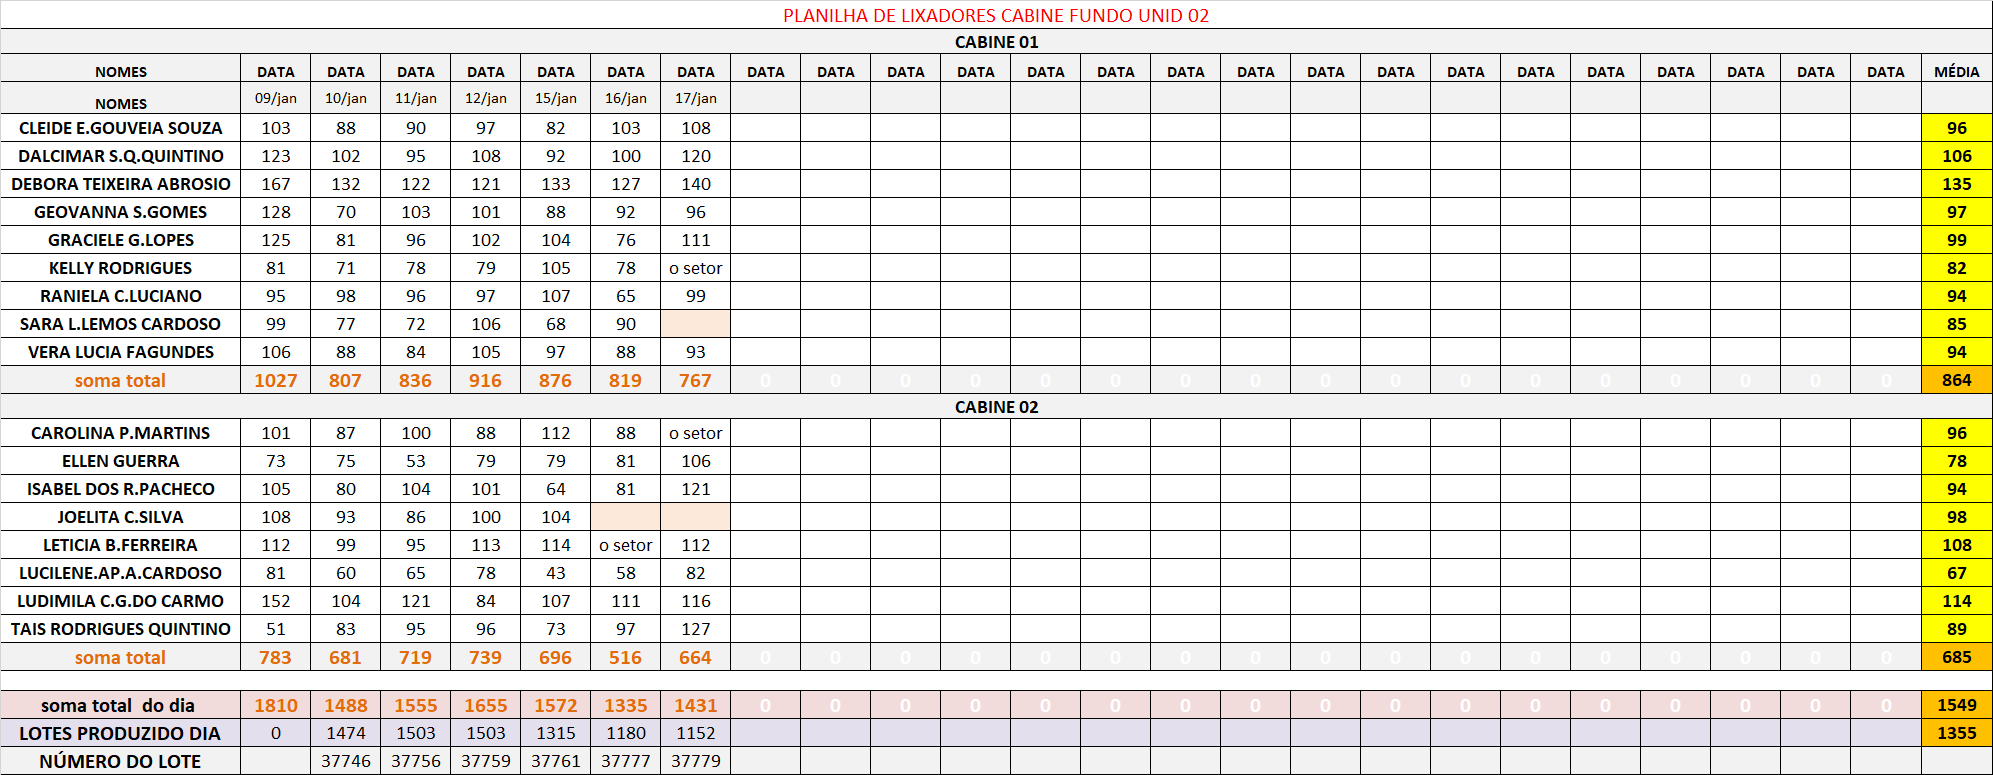 PLANILHA DE LIXADORES CABINE FUNDO UNID 02
CABINE 01
NOMES DATA DATA DATA DATA DATA DATA DATA DATA DATA DATA DATA DATA DATA DATA DATA DATA DATA DATA DATA DATA DATA DATA DATA DATA MÉDIA
NOMES 09/jan 10/jan 11/jan 12/jan 15/jan 16/jan 17/jan
CLEIDE E.GOUVEIA SOUZA 103 88 90 97 82 103 108 96
DALCIMAR S.Q.QUINTINO 123 102 95 108 92 100 120 106
DEBORA TEIXEIRA ABROSIO 167 132 122 121 133 127 140 135
GEOVANNA S.GOMES 128 70 103 101 88 92 96 97
GRACIELE G.LOPES 125 81 96 102 104 76 111 99
KELLY RODRIGUES 81 71 78 79 105 78 o setor 82
RANIELA C.LUCIANO 95 98 96 97 107 65 99 94
SARA L.LEMOS CARDOSO 99 77 72 106 68 90 85
VERA LUCIA FAGUNDES 106 88 84 105 97 88 93 94
soma total 1027 807 836 916 876 819 767 0 0 0 0 0 0 0 0 0 0 0 0 0 0 0 0 0 864
CABINE 02
CAROLINA P.MARTINS 101 87 100 88 112 88 o setor 96
ELLEN GUERRA 73 75 53 79 79 81 106 78
ISABEL DOS R.PACHECO 105 80 104 101 64 81 121 94
JOELITA C.SILVA 108 93 86 100 104 98
LETICIA B.FERREIRA 112 99 95 113 114 o setor 112 108
LUCILENE.AP.A.CARDOSO 81 60 65 78 43 58 82 67
LUDIMILA C.G.DO CARMO 152 104 121 84 107 111 116 114
TAIS RODRIGUES QUINTINO 51 83 95 96 73 97 127 89
soma total 783 681 719 739 696 516 664 0 0 0 0 0 0 0 0 0 0 0 0 0 0 0 0 0 685
soma total do dia 1810 1488 1555 1655 1572 1335 1431 0 0 0 0 0 0 0 0 0 0 0 0 0 0 0 0 0 1549
LOTES PRODUZIDO DIA 0 1474 1503 1503 1315 1180 1152 1355
NÚMERO DO LOTE 37746 37756 37759 37761 37777 37779